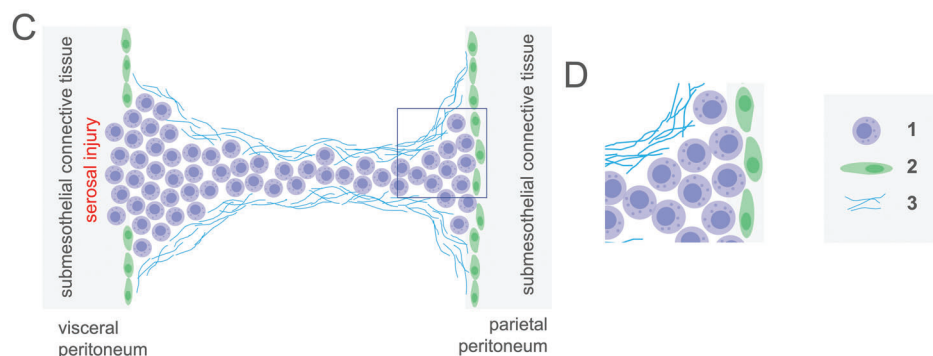 C
submesothelial connective tissue
serosal injury
submesothelial connective tissue
visceral
peritoneum
parietal
peritoneum
D
1
2
3